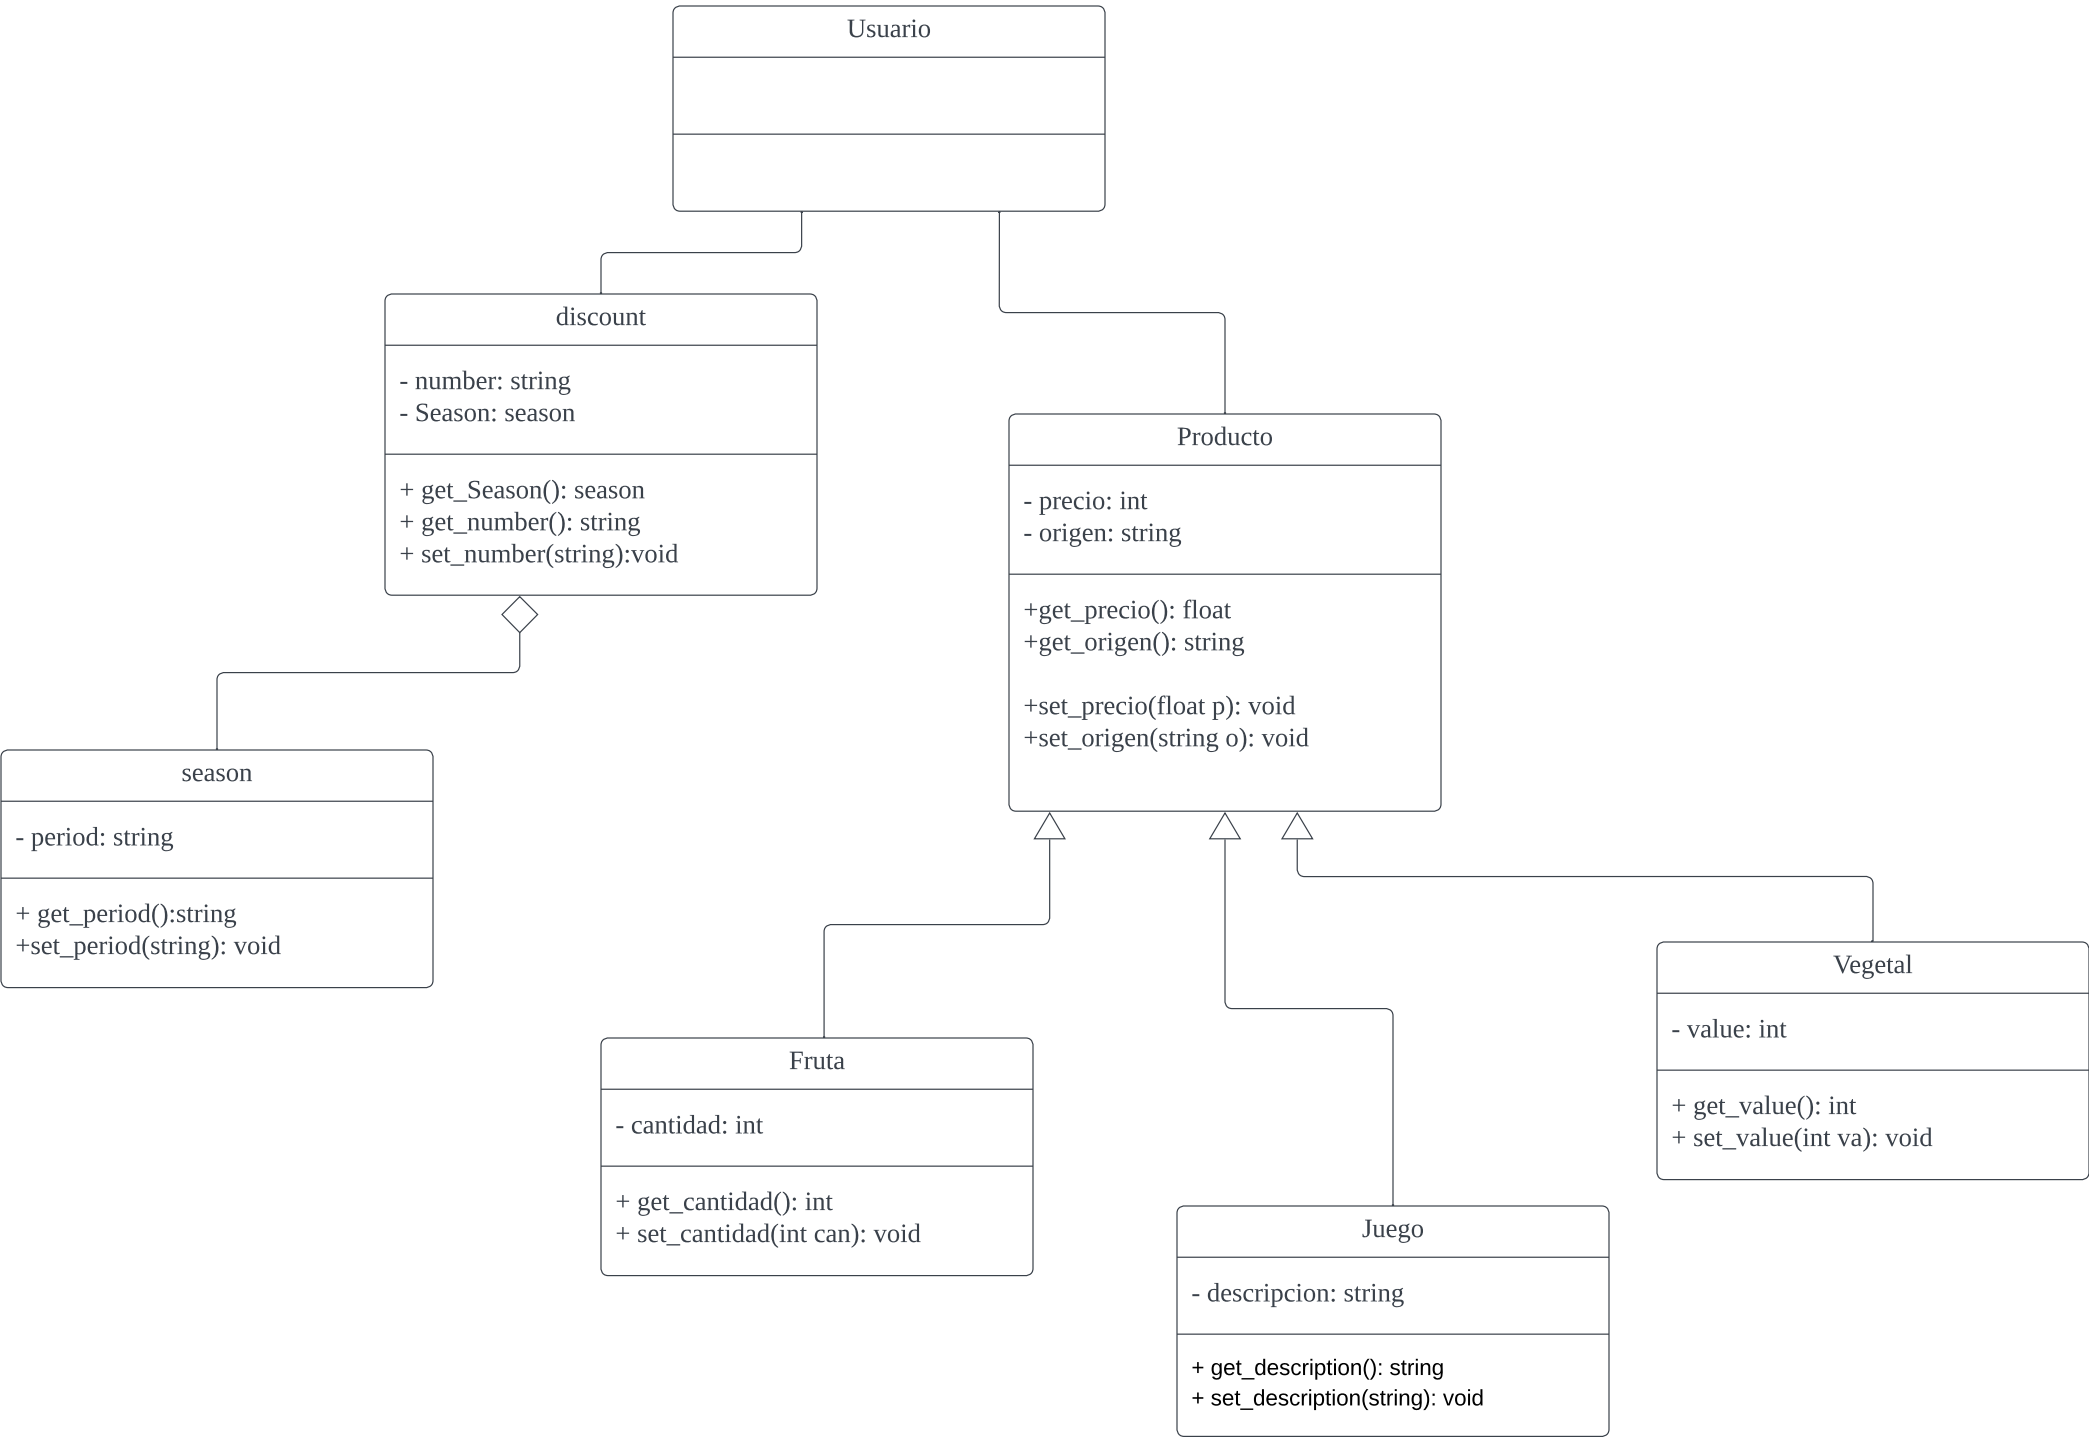 Usuario
discount
- number: string
- Season: season
+ get_Season(): season
+ get_number(): string
+ set_number(string):void
Producto
- precio: int
- origen: string
+get_precio(): float
+get_origen(): string
+set_precio(float p): void
+set_origen(string o): void
season
- period: string
+ get_period():string
+set_period(string): void
Fruta
- cantidad: int
+ get_cantidad(): int
+ set_cantidad(int can): void
Juego
- descripcion: string
+ get_description(): string
+ set_description(string): void
Vegetal
- value: int
+ get_value(): int
+ set_value(int va): void